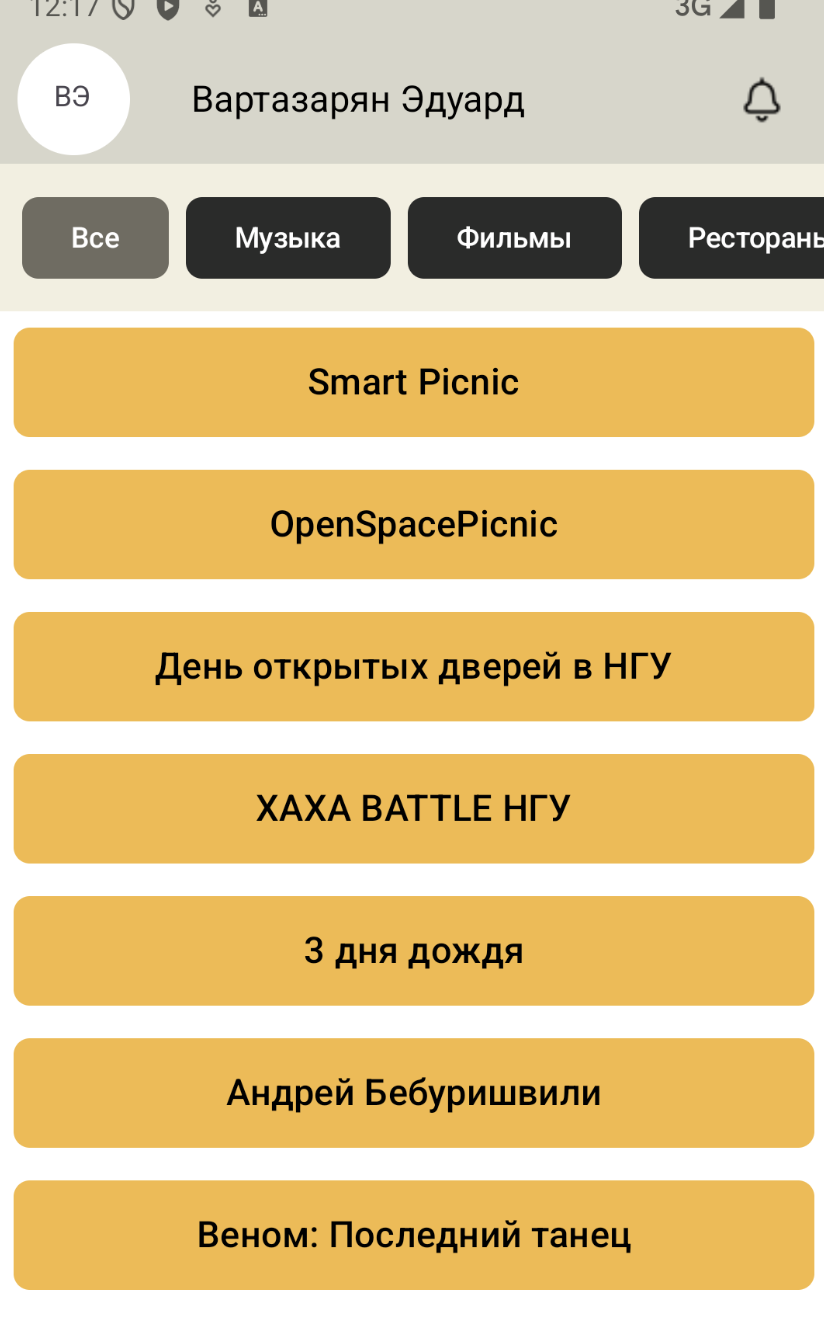 12:17
3G
ВЭ
Вартазарян Эдуард
Все
Музыка
Фильмы
Рестораны
Smart Picnic
OpenSpacePicnic
День открытых дверей в НГУ
ХАХА BATTLE НГУ
3 дня дождя
Андрей Бебуришвили
Веном: Последний танец